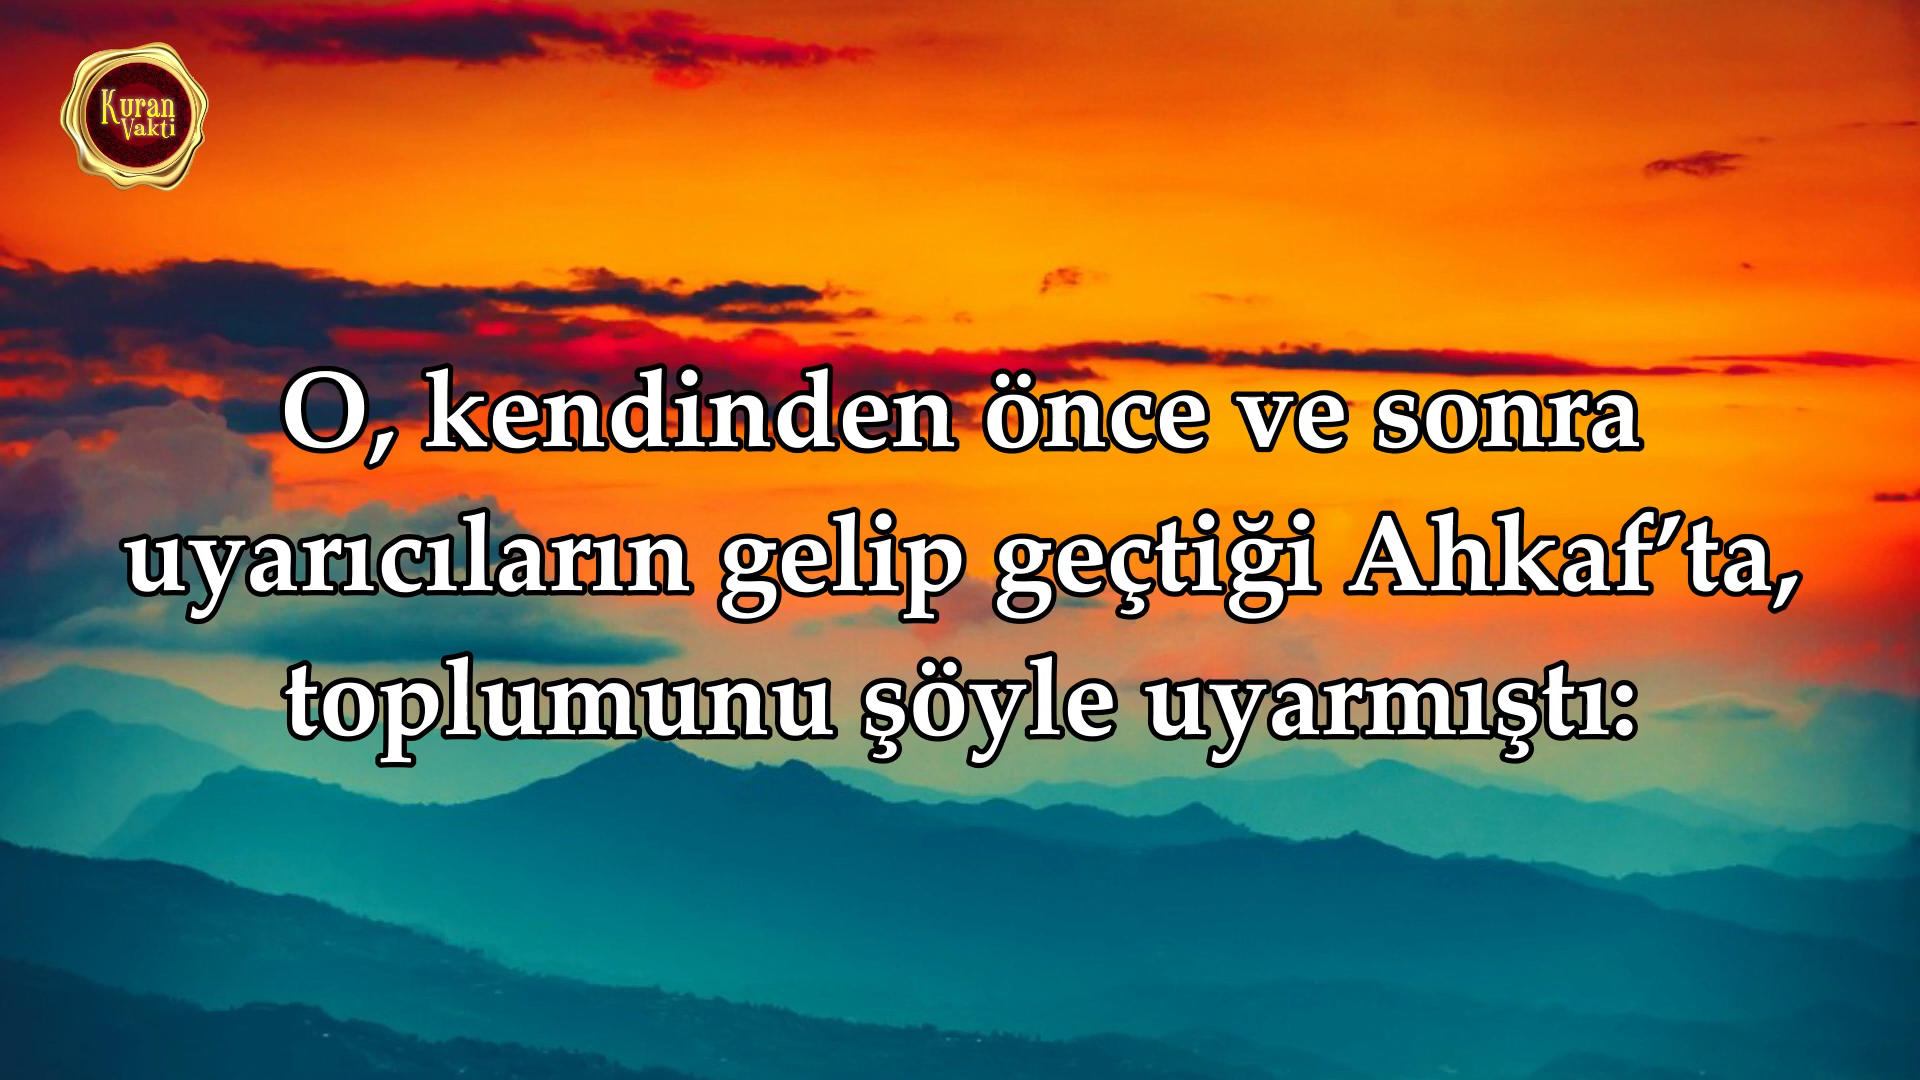 Kuran
Vakti
O, kendinden önce ve sonra
uyarıcıların gelip geçtiği Ahkaf’ta,
toplumunu şöyle uyarmıştı: